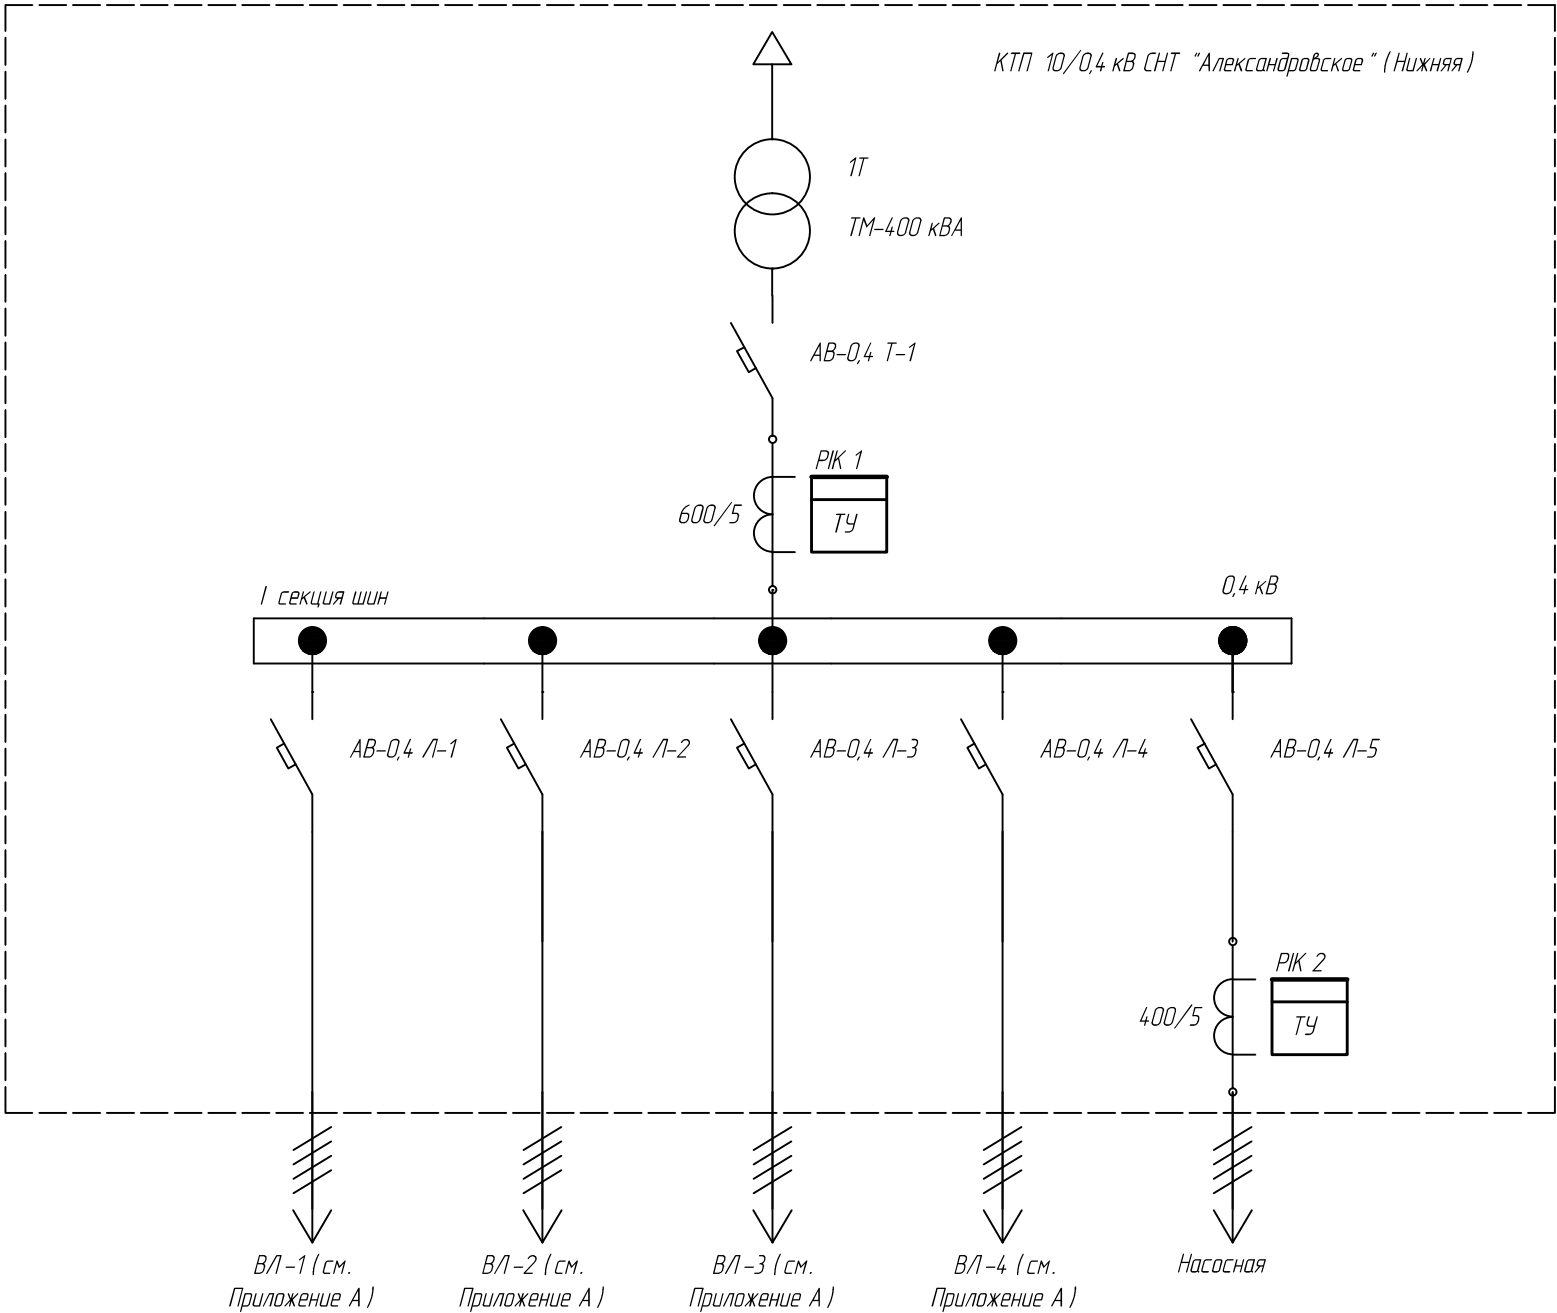 КТП 10/0,4 кВ СНТ "Александровское" (Нижняя)
1Т
ТМ-400 кВА
АВ-0,4 Т-1
PIK 1
600/5
ТУ
I секция шин
0,4 кВ
АВ-0,4 Л-1
АВ-0,4 Л-2
АВ-0,4 Л-3
АВ-0,4 Л-4
АВ-0,4 Л-5
PIK 2
400/5
ТУ
ВЛ-1 (см.
Приложение А)
ВЛ-2 (см.
Приложение А)
ВЛ-3 (см.
Приложение А)
ВЛ-4 (см.
Приложение А)
Насосная